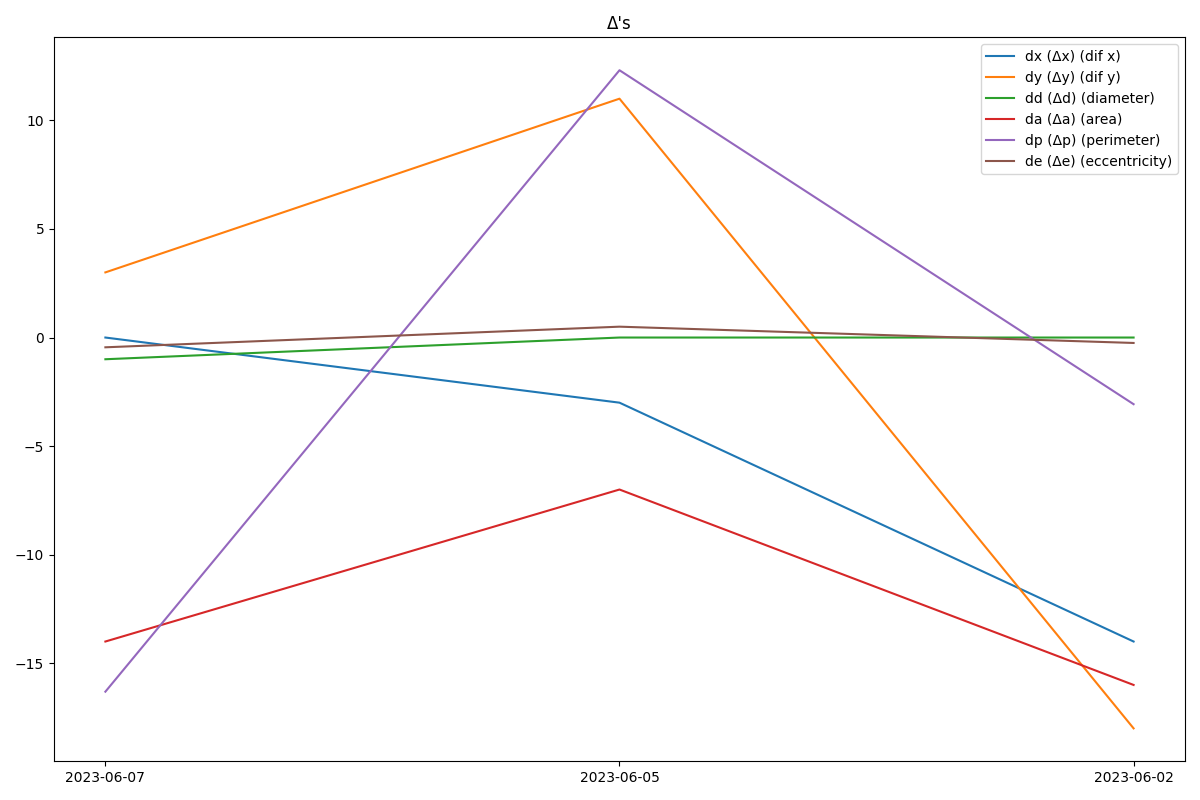 Δ's
dx (Δx) (dif x)
dy (Δy) (dif y)
dd (Δd) (diameter)
da (Δa) (area)
dp (Δp) (perimeter)
de (Δe) (eccentricity)
10
5
0
−5
−10
−15
2023-06-07
2023-06-05
2023-06-02